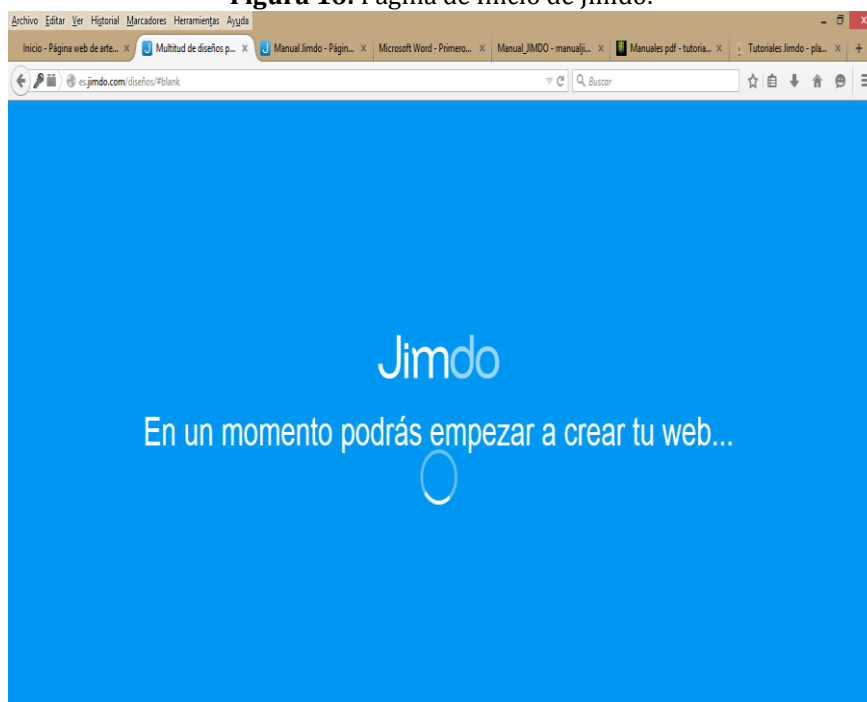 Figura 16. Página de inicio de Jimdo.
Archivo Editar Ver Historial Marcadores Herramientas Ayuda
Inicio - Página web de arte... Multitud de diseños p... Manual Jimdo - Págin... Microsoft Word - Primero... Manual_JIMDO - manualji... Manuales pdf - tutoria... Tutoriales Jimdo - pla...
es.jimdo.com/diseños/#blank Buscar
Jimdo
En un momento podrás empezar a crear tu web...